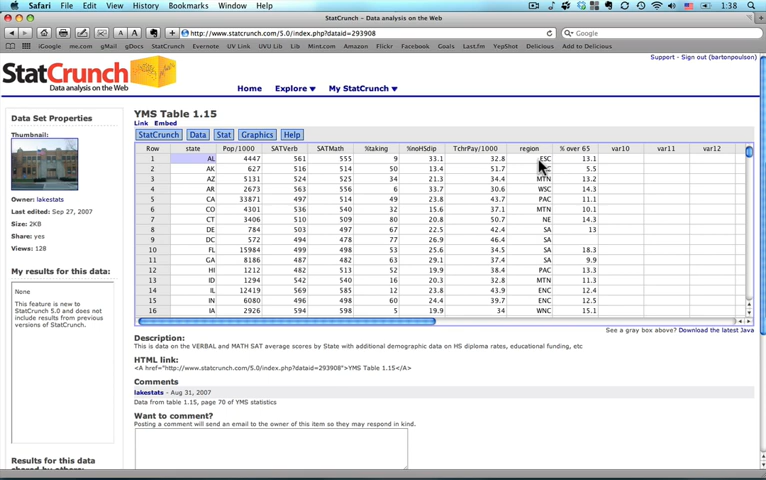 Safari File Edit View History Bookmarks Window Help 1:38
StatCrunch – Data analysis on the Web
http://www.statcrunch.com/5.0/index.php?dataid=293908 Google
iGoogle me.com gMail gDocs StatCrunch Evernote UV Link UVU Lib Mint.com Amazon Flickr Facebook Goals Last.fm YepShot Delicious Add to Delicious
Support - Sign out (bartonpoulson)
StatCrunch
Data analysis on the Web
Home Explore My StatCrunch
Data Set Properties
Thumbnail:
Owner: lakestats
Last edited: Sep 27, 2007
Size: 2KB
Share: yes
Views: 128
My results for this data:
None
This feature is new to
StatCrunch 5.0 and does not
include results from previous
versions of StatCrunch.
Results for this data
YMS Table 1.15
Link Embed
StatCrunch Data Stat Graphics Help
Row state Pop/1000 SATVerb SATMath %taking %noHSdip TchrPay/1000 region % over 65 var10 var11 var12
1 AL 4447 561 555 9 33.1 32.8 ESC 13.1
2 AK 627 516 514 50 13.4 51.7 5.5
3 AZ 5131 524 525 34 21.3 34.4 MTN 13.2
4 AR 2673 563 556 6 33.7 30.6 WSC 14.3
5 CA 33871 497 514 49 23.8 43.7 PAC 11.1
6 CO 4301 536 540 32 15.6 37.1 MTN 10.1
7 CT 3406 510 509 80 20.8 50.7 NE 14.3
8 DE 784 503 497 67 22.5 42.4 SA 13
9 DC 572 494 478 77 26.9 46.4 SA
10 FL 15984 499 498 53 25.6 34.5 SA 18.3
11 GA 8186 487 482 63 29.1 37.4 SA 9.9
12 HI 1212 482 513 52 19.9 38.4 PAC 13.3
13 ID 1294 542 540 16 20.3 32.8 MTN 11.3
14 IL 12419 569 585 12 23.8 43.9 ENC 12.4
15 IN 6080 496 498 60 24.4 39.7 ENC 12.5
16 IA 2926 594 598 5 19.9 34 WNC 15.1
See a gray box above? Download the latest Java
Description:
This is data on the VERBAL and MATH SAT average scores by State with additional demographic data on HS diploma rates, educational funding, etc
HTML link:
<A href="http://www.statcrunch.com/5.0/index.php?dataid=293908">YMS Table 1.15</A>
Comments
lakestats - Aug 31, 2007
Data from table 1.15, page 70 of YMS statistics
Want to comment?
Posting a comment will send an email to the owner of this item so they may respond in kind.